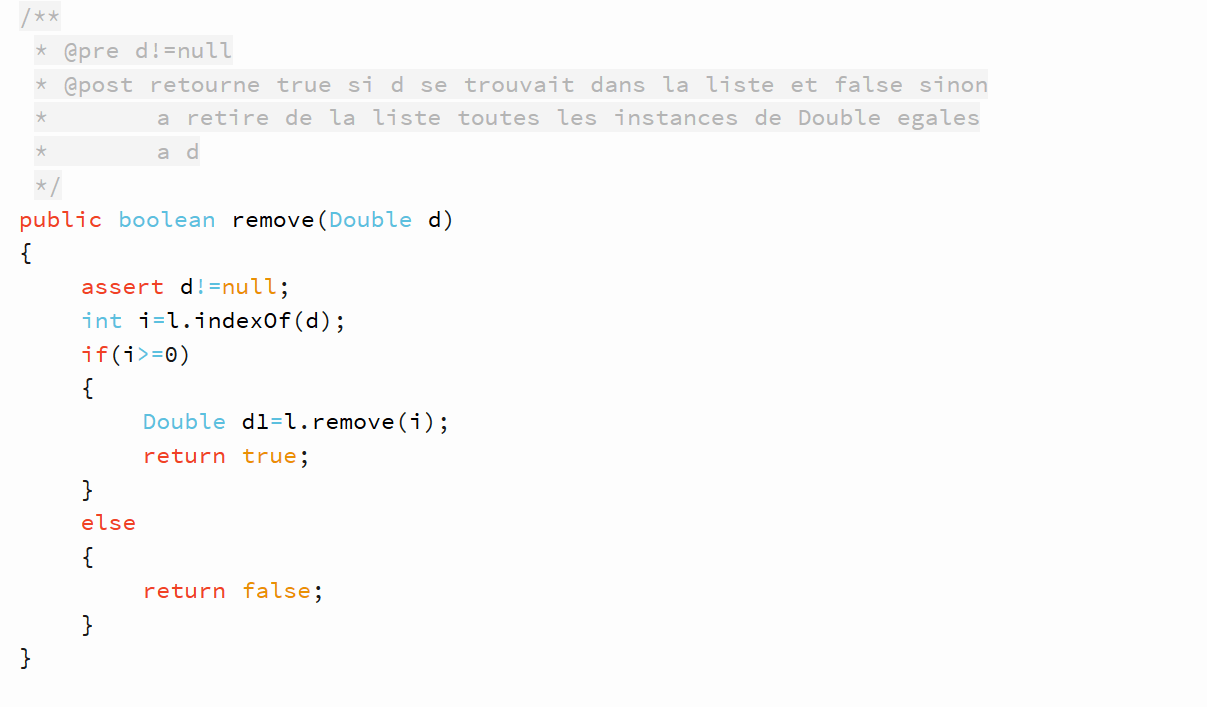 /**
 * @pre d!=null
 * @post retourne true si d se trouvait dans la liste et false sinon
 *       a retire de la liste toutes les instances de Double egales
 *       a d
 */
public boolean remove(Double d)
{
    assert d!=null;
    int i=l.indexOf(d);
    if(i>=0)
    {
        Double d1=l.remove(i);
        return true;
    }
    else
    {
        return false;
    }
}